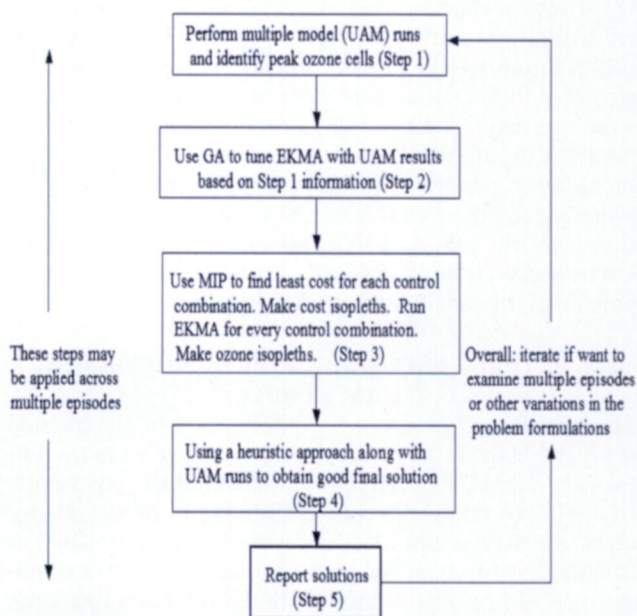 Perform multiple model (UAM) runs
and identify peak ozone cells (Step 1)
Use GA to tune EKMA with UAM results
based on Step 1 information (Step 2)
Use MIP to find least cost for each control
combination. Make cost isopleths. Run
EKMA for every control combination.
Make ozone isopleths. (Step 3)
These steps may
be applied across
multiple episodes
Overall: iterate if want to
examine multiple episodes
or other variations in the
problem formulations
Using a heuristic approach along with
UAM runs to obtain good final solution
(Step 4)
Report solutions
(Step 5)